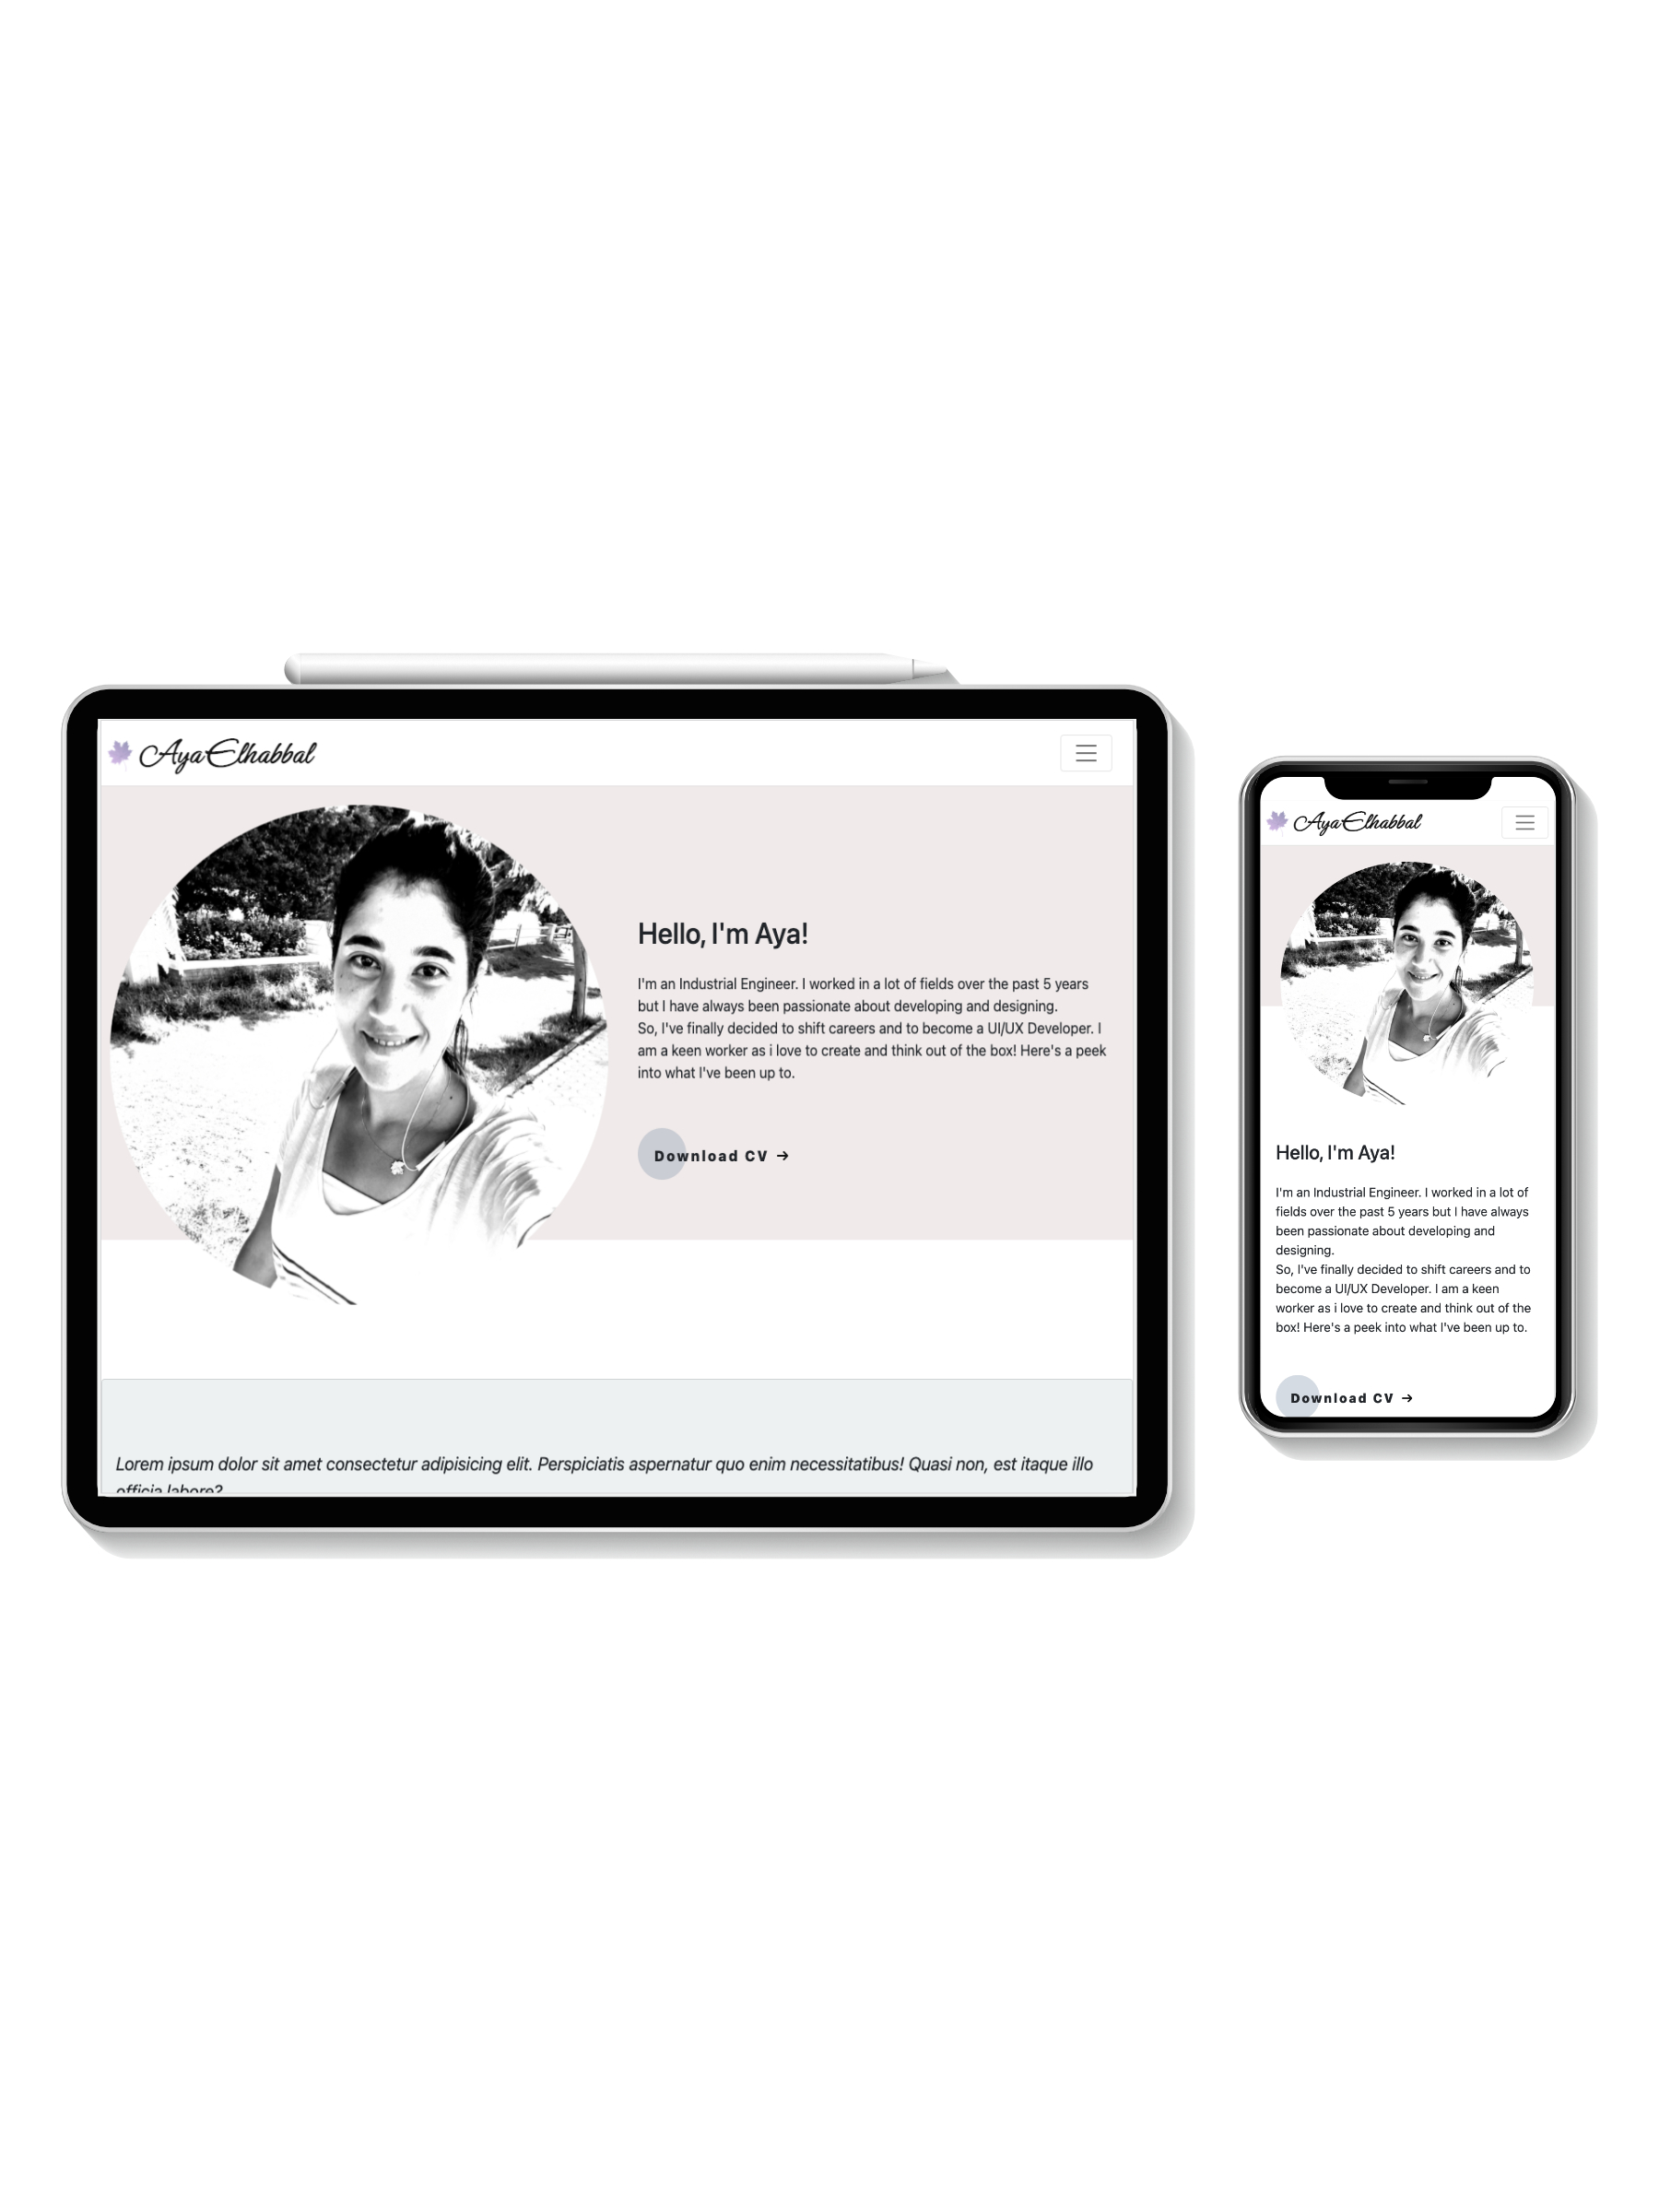 Aya Elhabbal
Hello, I'm Aya!
I'm an Industrial Engineer. I worked in a lot of fields over the past 5 years
but I have always been passionate about developing and designing.
So, I've finally decided to shift careers and to become a UI/UX Developer. I
am a keen worker as i love to create and think out of the box! Here's a peek
into what I've been up to.
Download CV →
Lorem ipsum dolor sit amet consectetur adipisicing elit. Perspiciatis aspernatur quo enim necessitatibus! Quasi non, est itaque illo
officia labore?
Aya Elhabbal
Hello, I'm Aya!
I'm an Industrial Engineer. I worked in a lot of
fields over the past 5 years but I have always
been passionate about developing and
designing.
So, I've finally decided to shift careers and to
become a UI/UX Developer. I am a keen
worker as i love to create and think out of the
box! Here's a peek into what I've been up to.
Download CV →